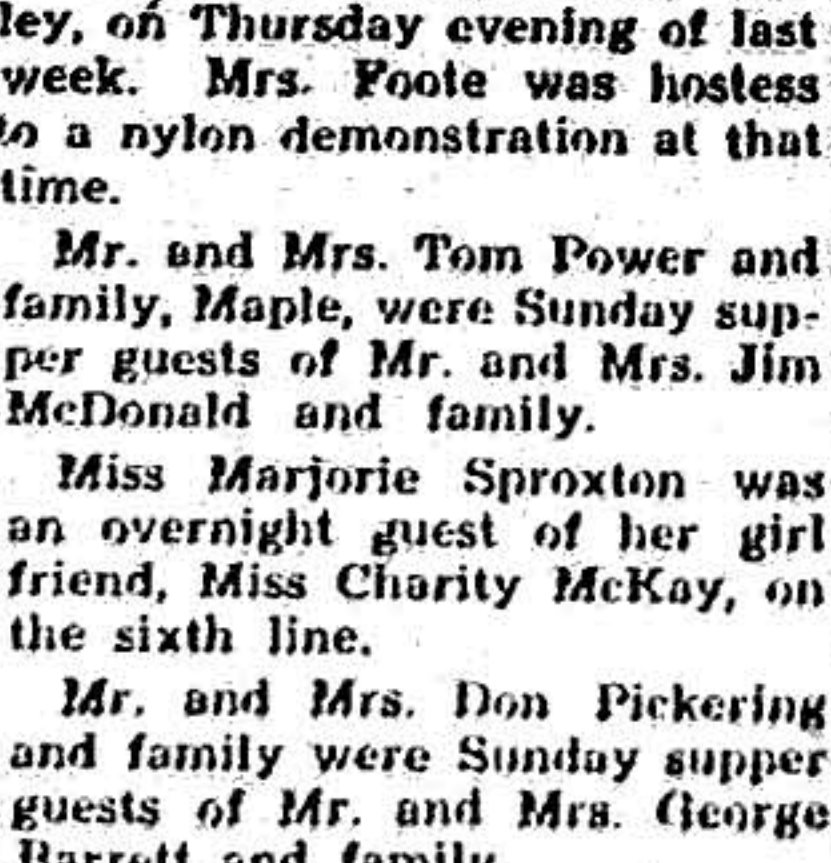 ley, on Thursday evening of last
week. Mrs. Foote was hostess
to a nylon demonstration at that
time.
Mr. and Mrs. Tom Power and
family, Maple, were Sunday sup-
per guests of Mr. and Mrs. Jim
McDonald and family.
Miss Marjorie Sproxton was
an overnight guest of her girl
friend, Miss Charity McKay, on
the sixth line.
Mr. and Mrs. Don Pickering
and family were Sunday supper
guests of Mr. and Mrs. George
Barrett and family.